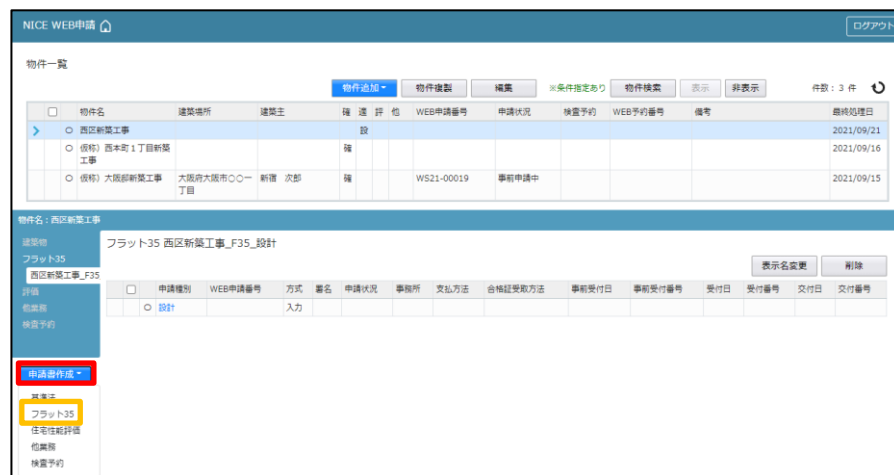 NICE WEB申請
ログアウト
物件一覧
物件追加 物件複製 編集 ※条件指定あり 物件検索 表示 非表示 件数：3 件
物件名 建築場所 建築主 確 適 評 他 WEB申請番号 申請状況 検査予約 WEB予約番号 備考 最終処理日
西区新築工事 設 2021/09/21
仮称）西本町１丁目新築工事 確 2021/09/16
仮称）大阪部新築工事 大阪府大阪市○○一丁目 新宿 次郎 確 WS21-00019 事前申請中 2021/09/15
物件名：西区新築工事
建築物
フラット35
西区新築工事_F35
評価
他業務
検査予約
フラット35 西区新築工事_F35_設計
表示名変更 削除
申請種別 WEB申請番号 方式 署名 申請状況 事務所 支払方法 合格証受取方法 事前受付日 事前受付番号 受付日 受付番号 交付日 交付番号
設計 入力
申請書作成
基準法
フラット35
住宅性能評価
他業務
検査予約